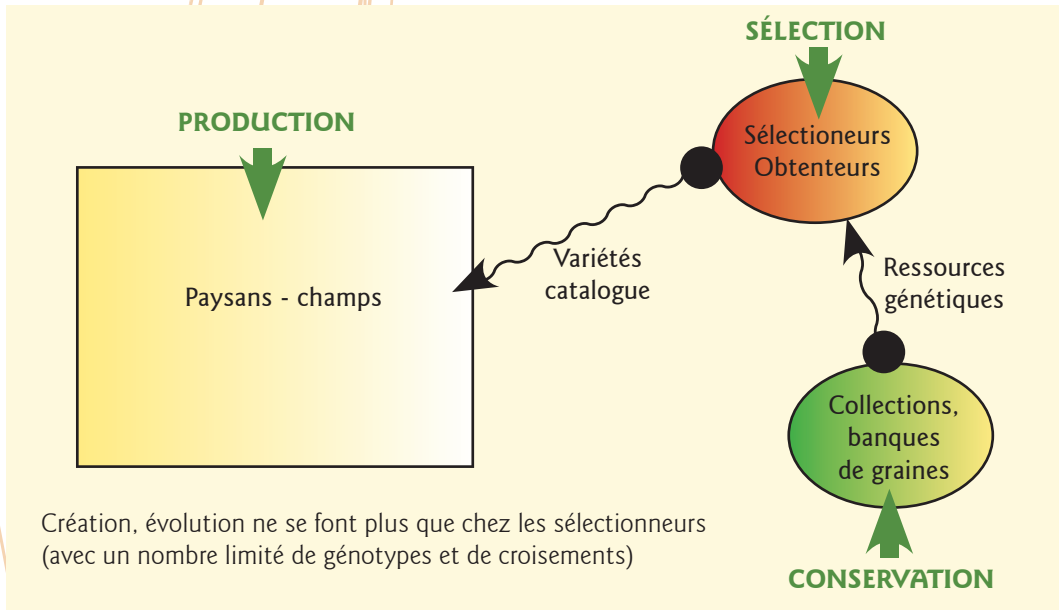 SÉLECTION
PRODUCTION
Sélectioneurs
Obtenteurs
Variétés
catalogue
Paysans - champs
Ressources
génétiques
Collections,
banques
de graines
Création, évolution ne se font plus que chez les sélectionneurs
(avec un nombre limité de génotypes et de croisements)
CONSERVATION